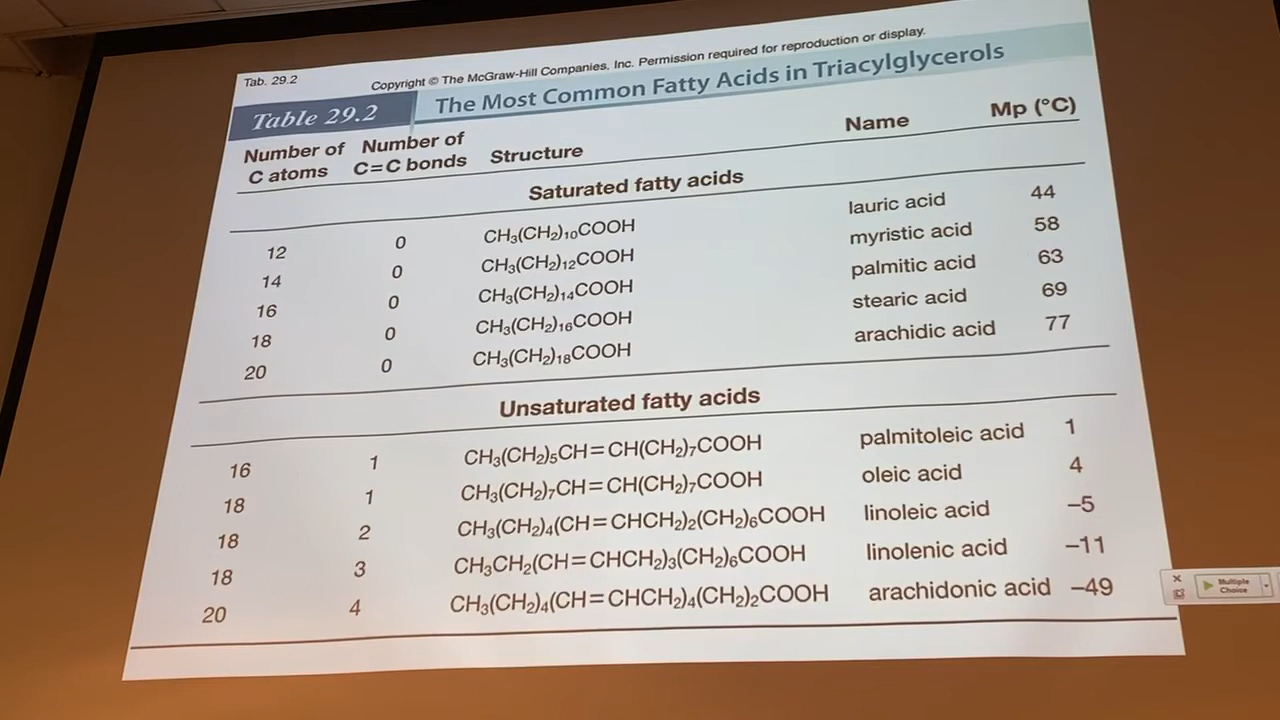 Tab. 29.2
Copyright © The McGraw-Hill Companies, Inc. Permission required for reproduction or display.
Table 29.2 The Most Common Fatty Acids in Triacylglycerols
Number of C atoms Number of C=C bonds Structure Name Mp (°C)
Saturated fatty acids
12 0 CH₃(CH₂)₁₀COOH lauric acid 44
14 0 CH₃(CH₂)₁₂COOH myristic acid 58
16 0 CH₃(CH₂)₁₄COOH palmitic acid 63
18 0 CH₃(CH₂)₁₆COOH stearic acid 69
20 0 CH₃(CH₂)₁₈COOH arachidic acid 77
Unsaturated fatty acids
16 1 CH₃(CH₂)₅CH=CH(CH₂)₇COOH palmitoleic acid 1
18 1 CH₃(CH₂)₇CH=CH(CH₂)₇COOH oleic acid 4
18 2 CH₃(CH₂)₄(CH=CHCH₂)₂(CH₂)₆COOH linoleic acid –5
18 3 CH₃CH₂(CH=CHCH₂)₃(CH₂)₆COOH linolenic acid –11
20 4 CH₃(CH₂)₄(CH=CHCH₂)₄(CH₂)₂COOH arachidonic acid –49
Multiple
Choice